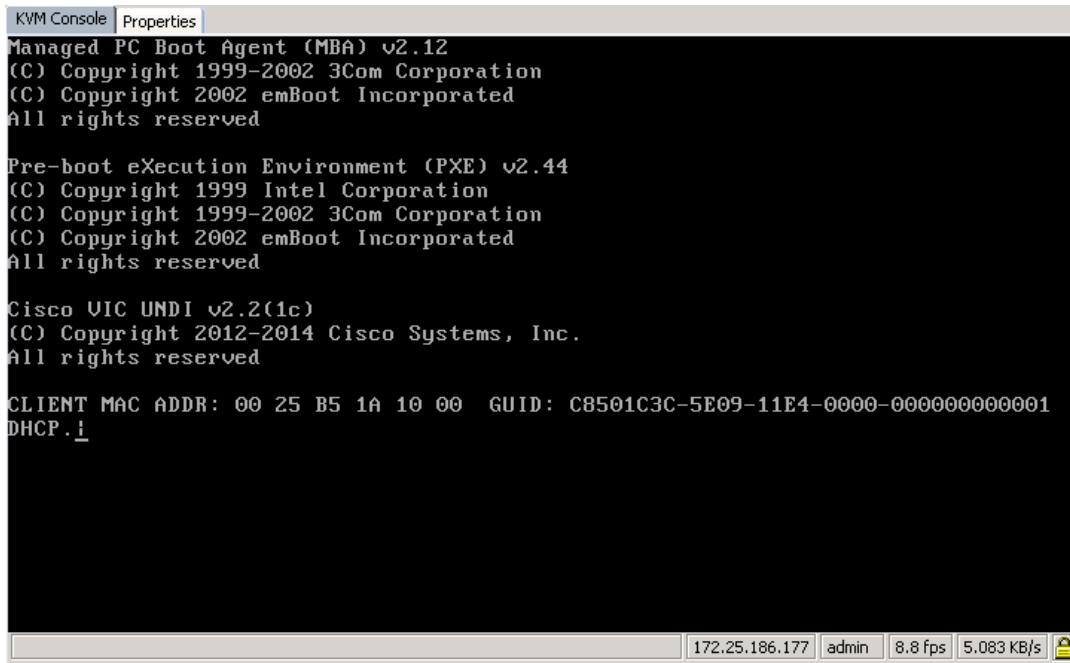 KVM Console Properties
Managed PC Boot Agent (MBA) v2.12
(C) Copyright 1999-2002 3Com Corporation
(C) Copyright 2002 emBoot Incorporated
All rights reserved
Pre-boot eXecution Environment (PXE) v2.44
(C) Copyright 1999 Intel Corporation
(C) Copyright 1999-2002 3Com Corporation
(C) Copyright 2002 emBoot Incorporated
All rights reserved
Cisco VIC UNDI v2.2(1c)
(C) Copyright 2012-2014 Cisco Systems, Inc.
All rights reserved
CLIENT MAC ADDR: 00 25 B5 1A 10 00 GUID: C8501C3C-5E09-11E4-0000-000000000001
DHCP.¦
172.25.186.177 admin 8.8 fps 5.083 KB/s